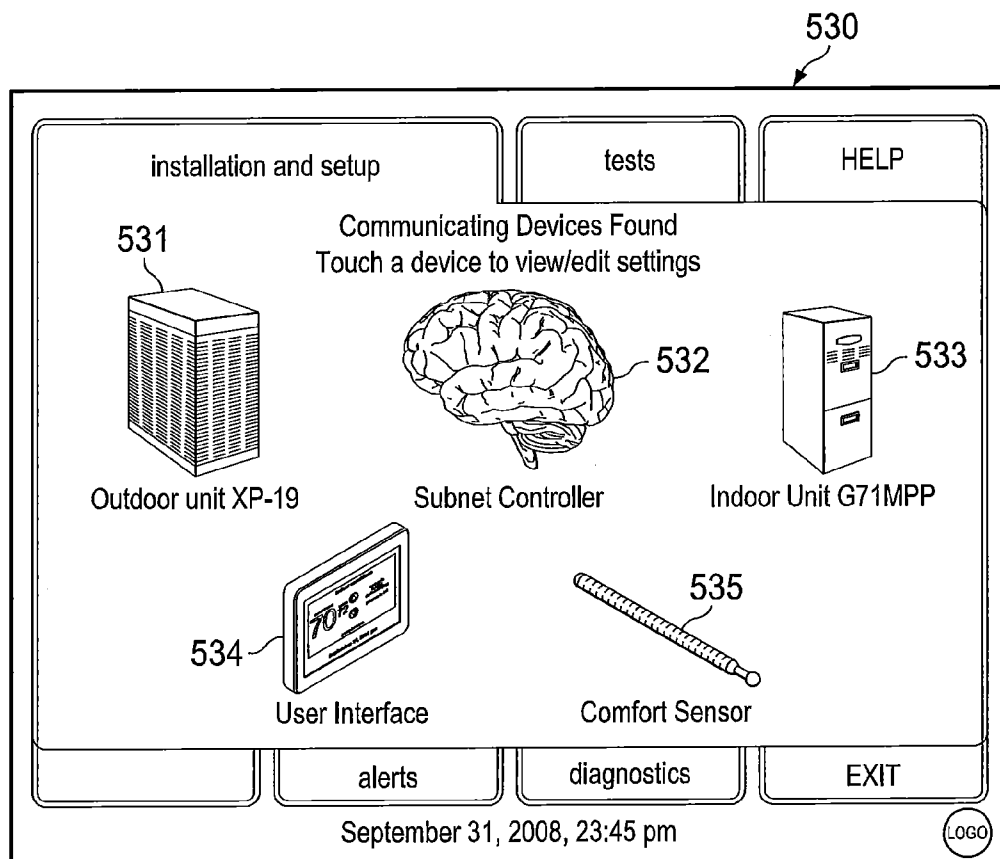 530
installation and setup
tests
HELP
Communicating Devices Found
Touch a device to view/edit settings
531
532
533
Outdoor unit XP-19
Subnet Controller
Indoor Unit G71MPP
534
70
535
User Interface
Comfort Sensor
alerts
diagnostics
EXIT
September 31, 2008, 23:45 pm
LOGO